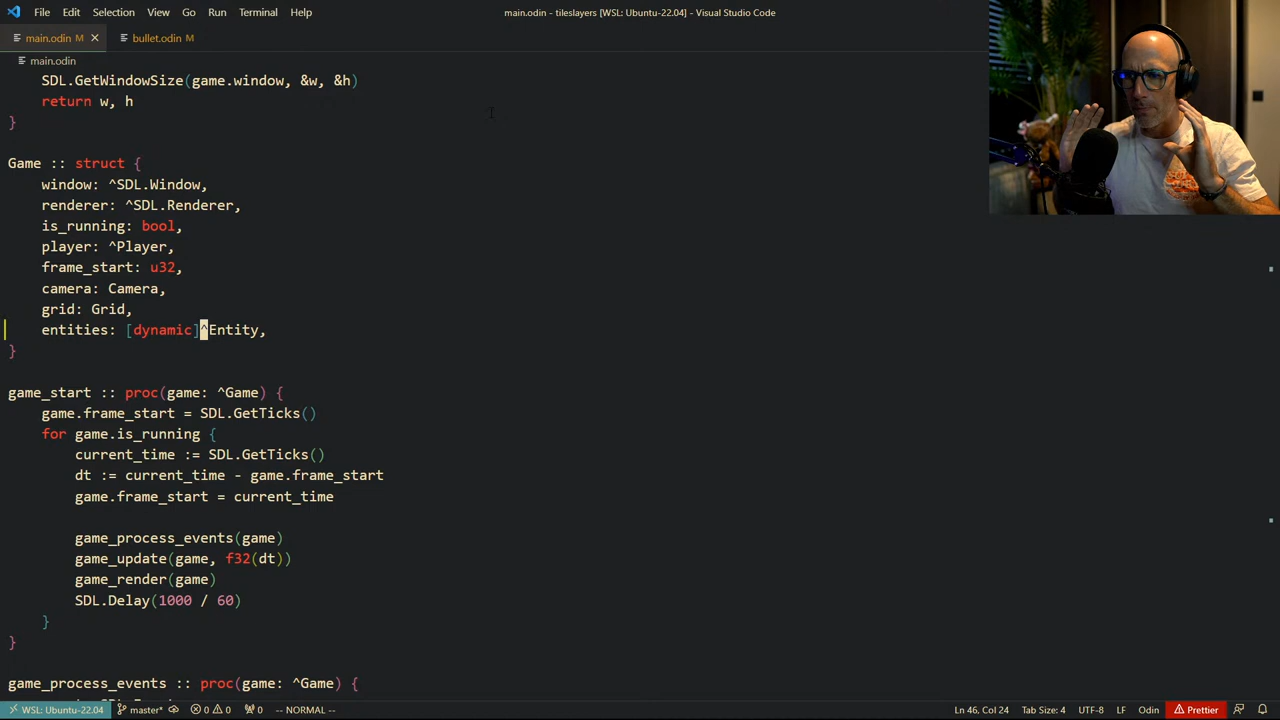 File Edit Selection View Go Run Terminal Help main.odin - tileslayers [WSL: Ubuntu-22.04] - Visual Studio Code
main.odin M bullet.odin M
main.odin
SDL.GetWindowSize(game.window, &w, &h)
return w, h
}
Game :: struct {
window: ^SDL.Window,
renderer: ^SDL.Renderer,
is_running: bool,
player: ^Player,
frame_start: u32,
camera: Camera,
grid: Grid,
entities: [dynamic]^Entity,
}
game_start :: proc(game: ^Game) {
game.frame_start = SDL.GetTicks()
for game.is_running {
current_time := SDL.GetTicks()
dt := current_time - game.frame_start
game.frame_start = current_time
game_process_events(game)
game_update(game, f32(dt))
game_render(game)
SDL.Delay(1000 / 60)
}
}
game_process_events :: proc(game: ^Game) {
WSL: Ubuntu-22.04 master* 0 0 0 -- NORMAL -- Ln 46, Col 24 Tab Size: 4 UTF-8 LF Odin Prettier